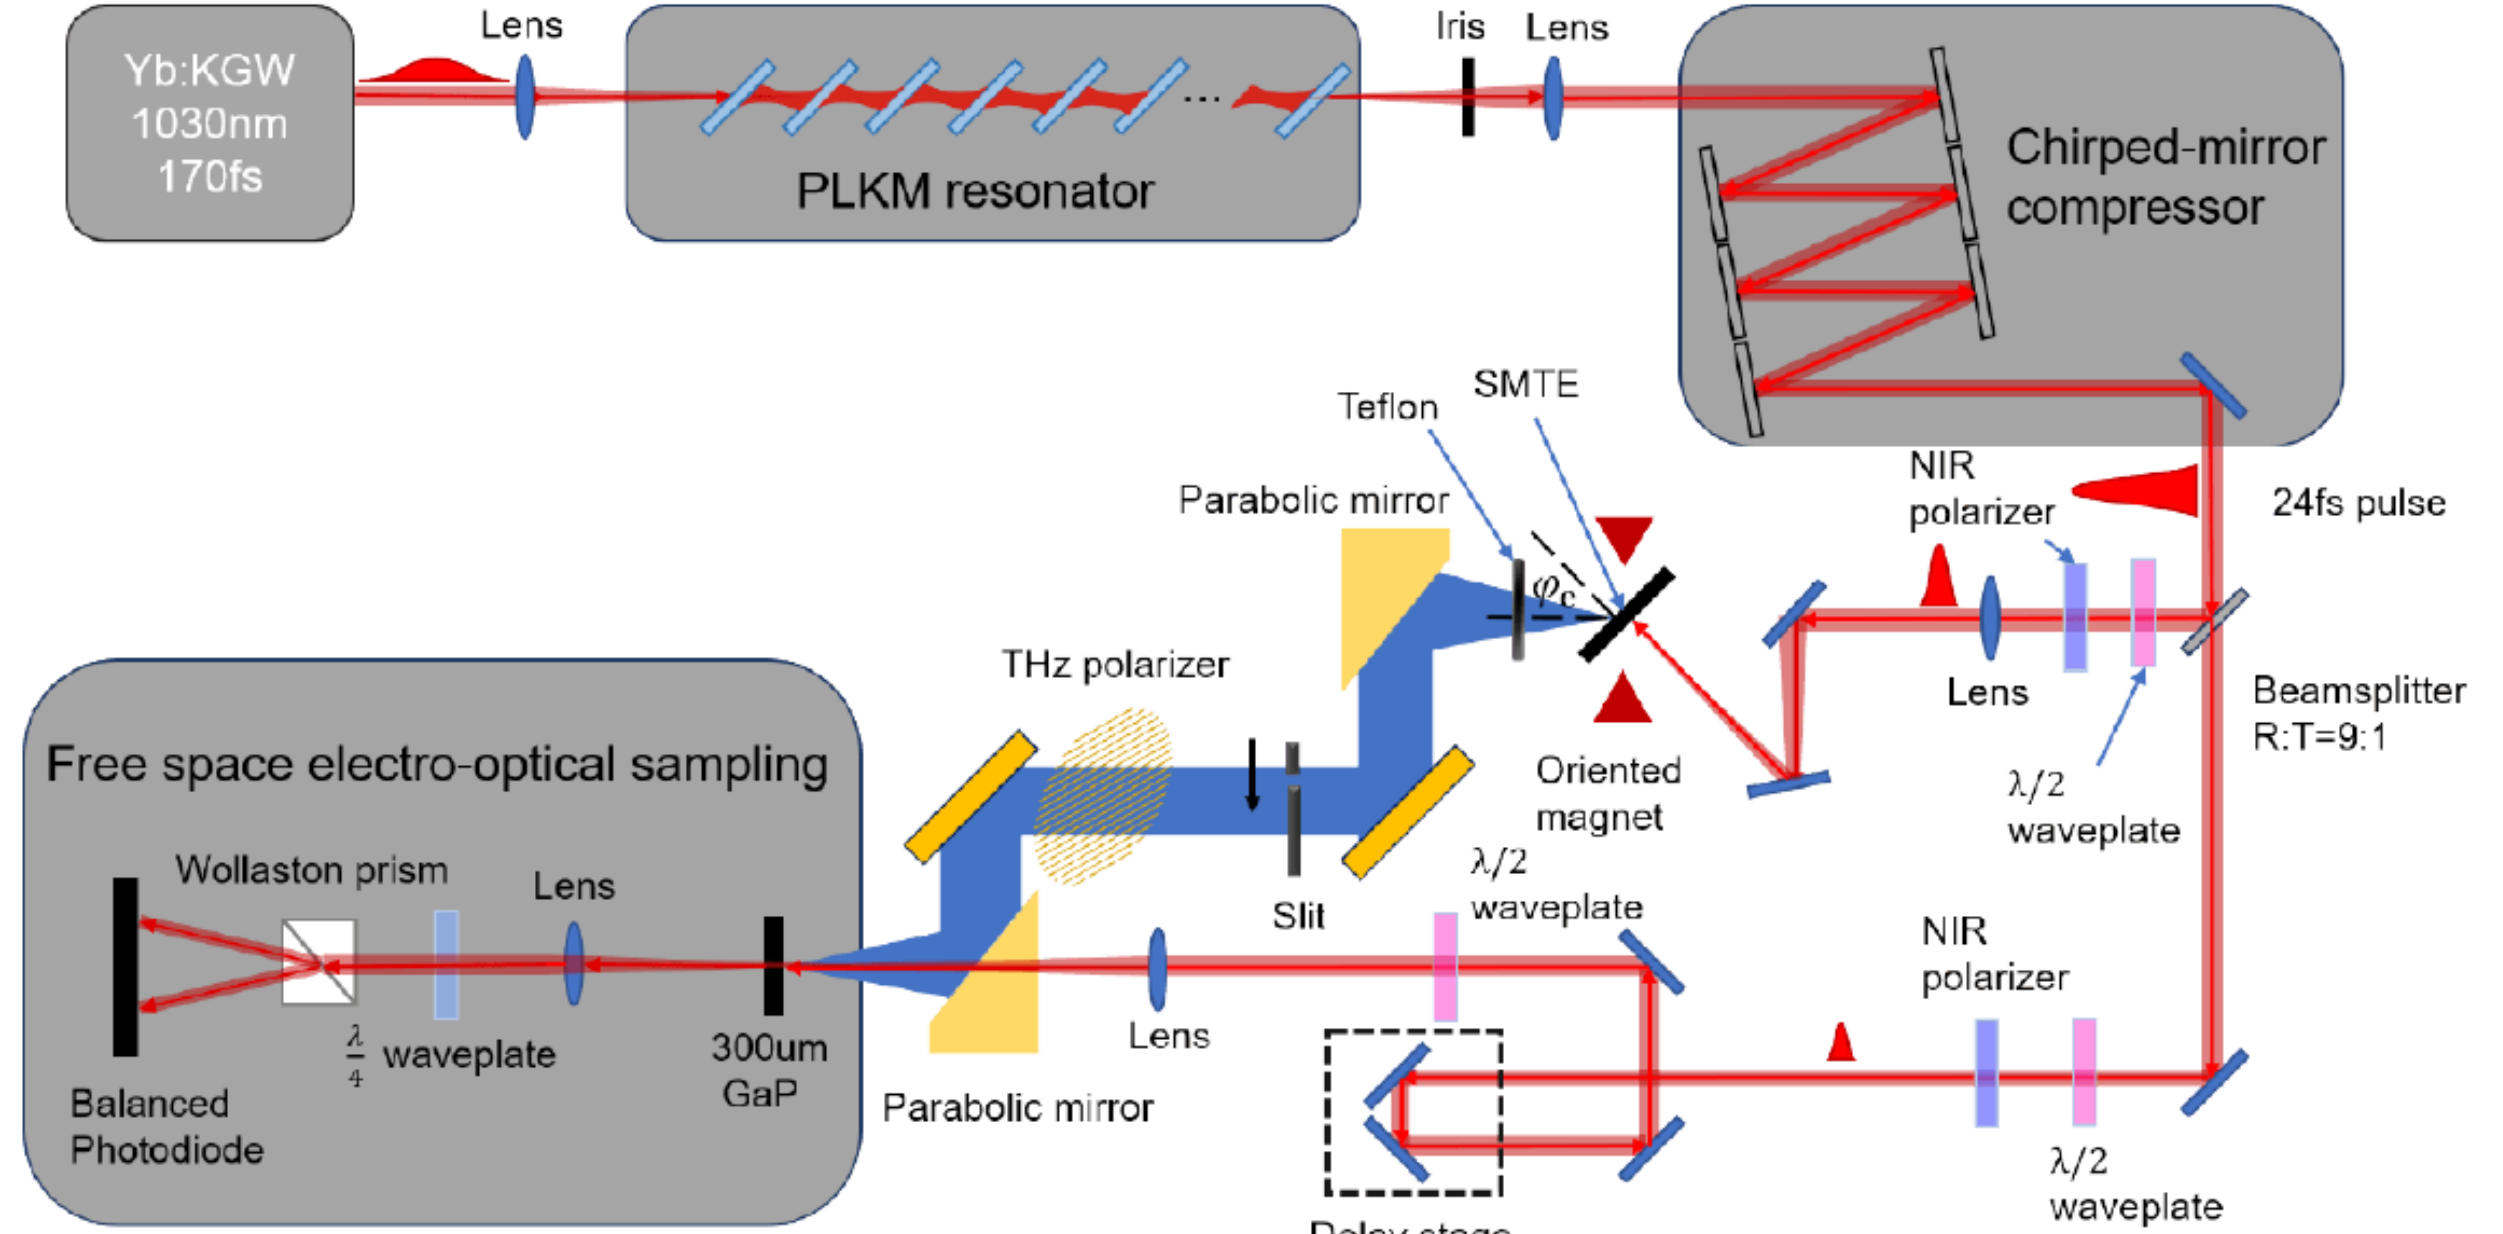 Yb:KGW
1030nm
170fs
Lens
PLKM resonator
Iris
Lens
Chirped-mirror
compressor
SMTE
Teflon
Parabolic mirror
φc
NIR
polarizer
24fs pulse
THz polarizer
Lens
Beamsplitter
R:T=9:1
λ/2
waveplate
Oriented
magnet
Slit
λ/2
waveplate
Free space electro-optical sampling
Wollaston prism
Lens
λ/4 waveplate
300um
GaP
Balanced
Photodiode
Parabolic mirror
Lens
NIR
polarizer
λ/2
waveplate
Delay stage